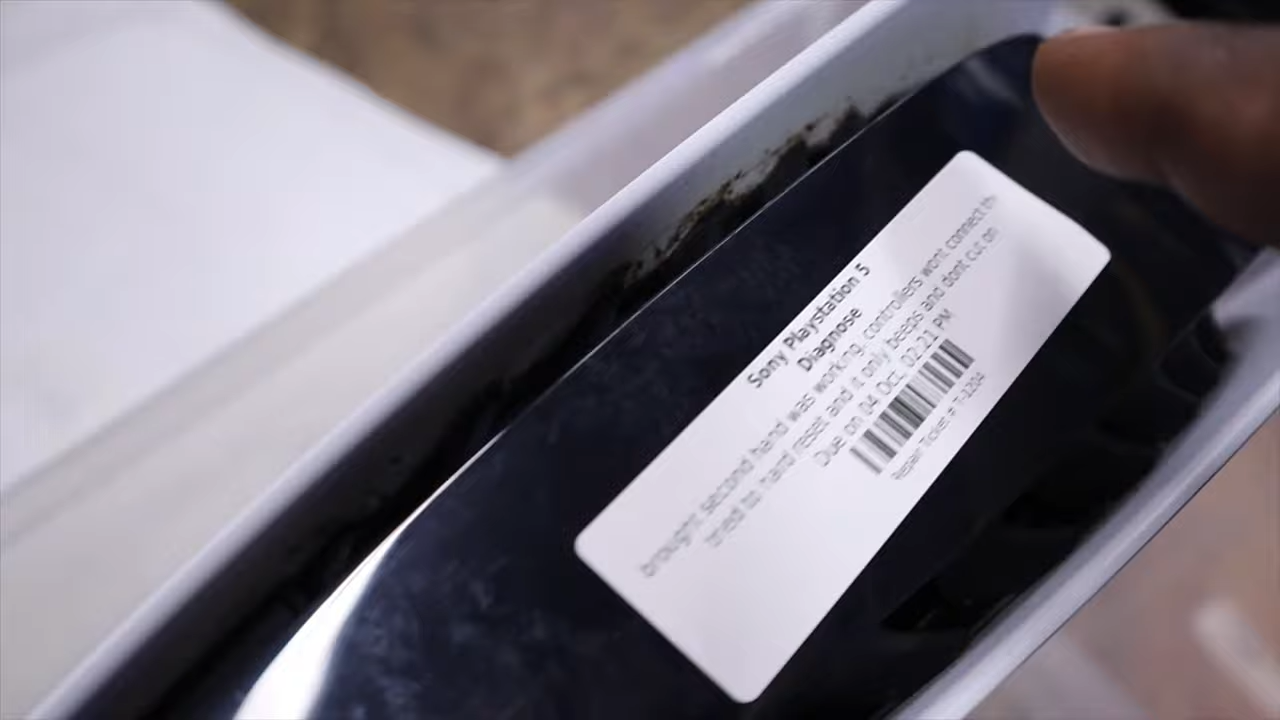 Sony Playstation 5
Diagnose
brought second hand was working, controllers wont connect th
tried to hard reset and it only beeps and dont cut on
Due on 04 Oct, 02:21 PM
Repair Ticket # T-1204